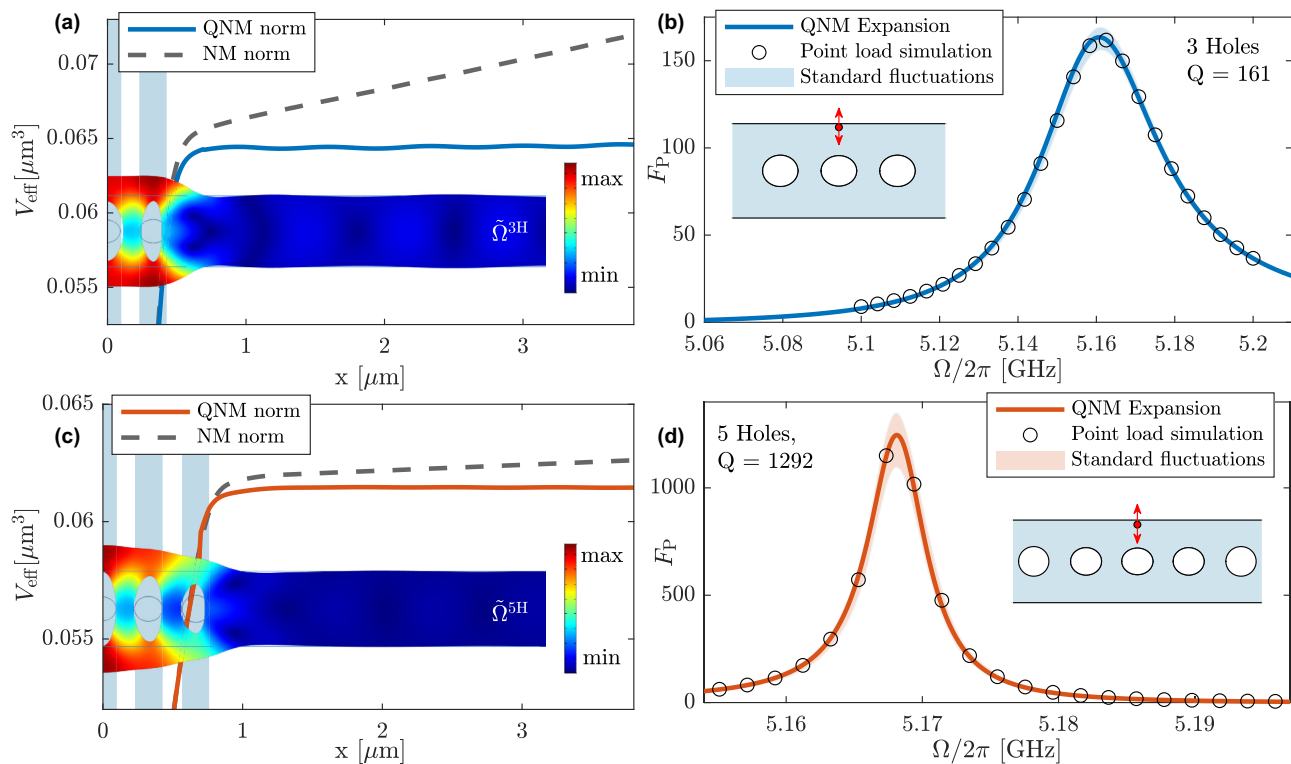 (a)
QNM norm
NM norm
V_eff [μm³]
0.07
0.065
0.06
0.055
max
min
Ω̃^3H
0 1 2 3
x [μm]
(b)
QNM Expansion
Point load simulation
Standard fluctuations
3 Holes
Q = 161
F_P
150
100
50
0
5.06 5.08 5.1 5.12 5.14 5.16 5.18 5.2
Ω/2π [GHz]
(c)
QNM norm
NM norm
V_eff [μm³]
0.065
0.06
0.055
max
min
Ω̃^5H
0 1 2 3
x [μm]
(d)
5 Holes,
Q = 1292
QNM Expansion
Point load simulation
Standard fluctuations
F_P
1000
500
0
5.16 5.17 5.18 5.19
Ω/2π [GHz]